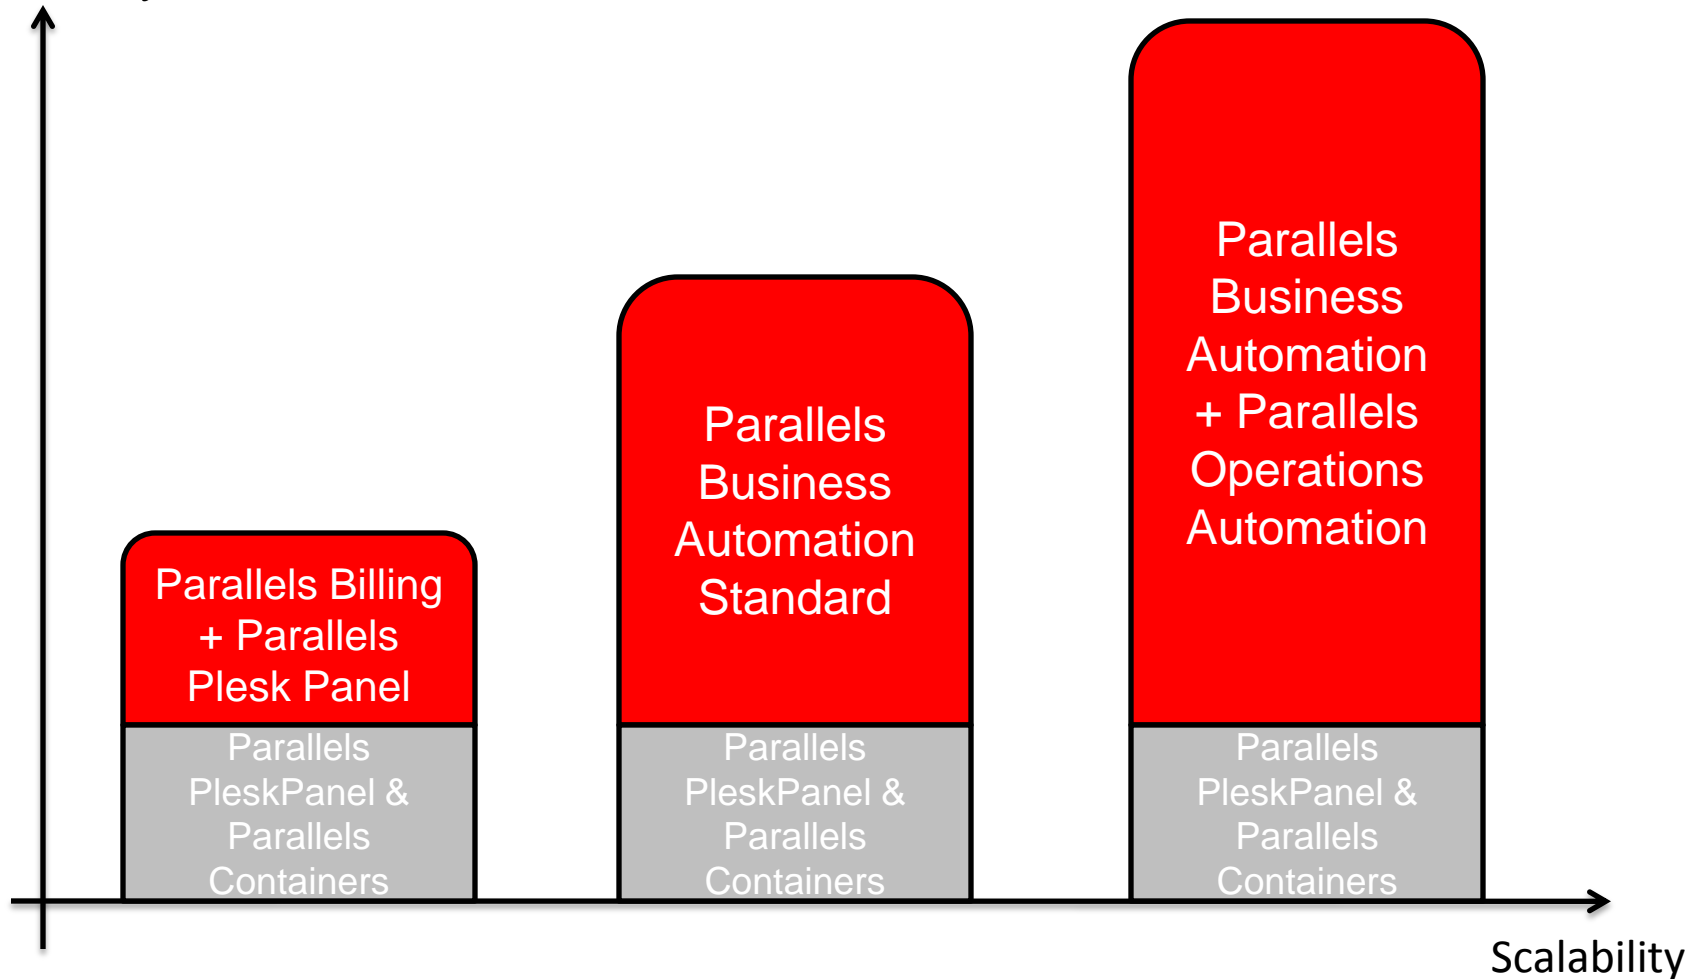 Parallels
Business
Automation
+ Parallels
Operations
Automation
Parallels
Business
Automation
Standard
Parallels Billing
+ Parallels
Plesk Panel
Parallels
PleskPanel &
Parallels
Containers
Parallels
PleskPanel &
Parallels
Containers
Parallels
PleskPanel &
Parallels
Containers
Scalability